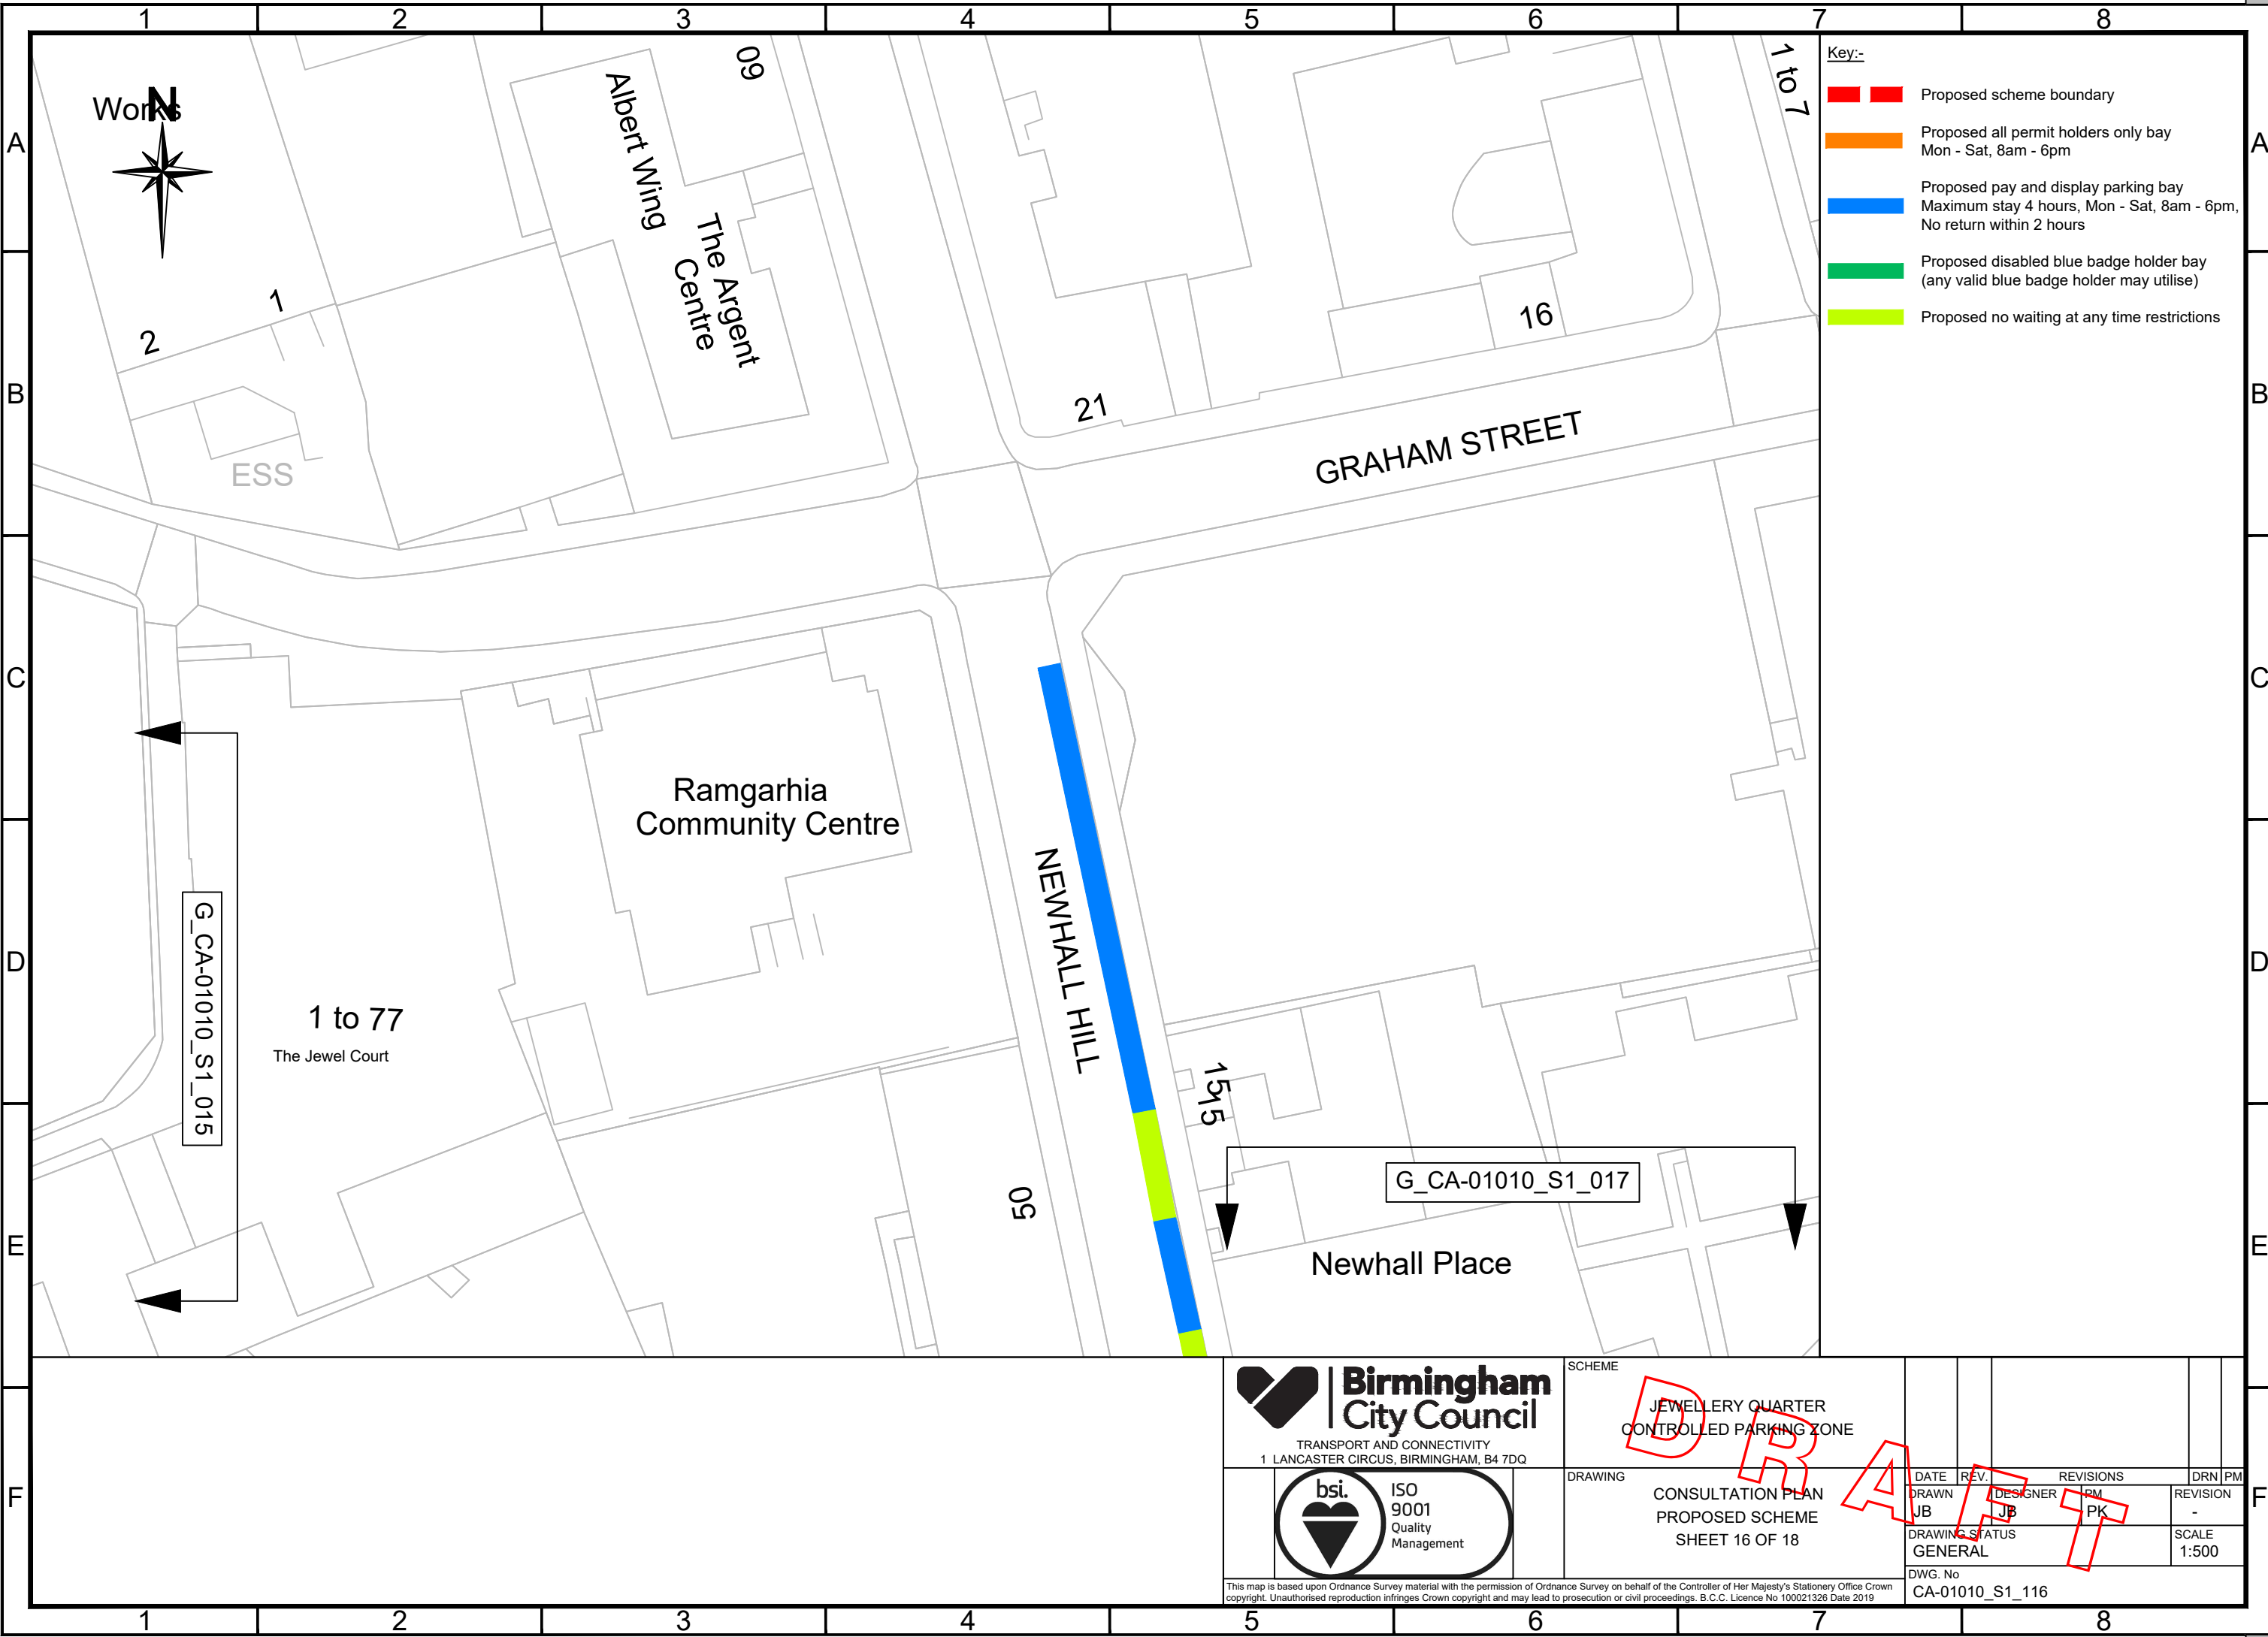 1 2 3 4 5 6 7 8
A
B
C
D
E
F
A
B
C
D
E
F
Works
N
1
2
ESS
60
Albert Wing
The Argent
Centre
21
16
1 to 7
GRAHAM STREET
Ramgarhia
Community Centre
NEWHALL HILL
G_CA-01010_S1_015
1 to 77
The Jewel Court
15
15
50
G_CA-01010_S1_017
Newhall Place
Key:-
Proposed scheme boundary
Proposed all permit holders only bay
Mon - Sat, 8am - 6pm
Proposed pay and display parking bay
Maximum stay 4 hours, Mon - Sat, 8am - 6pm,
No return within 2 hours
Proposed disabled blue badge holder bay
(any valid blue badge holder may utilise)
Proposed no waiting at any time restrictions
Birmingham
City Council
TRANSPORT AND CONNECTIVITY
1 LANCASTER CIRCUS, BIRMINGHAM, B4 7DQ
bsi.
ISO
9001
Quality
Management
SCHEME
JEWELLERY QUARTER
CONTROLLED PARKING ZONE
DRAWING
CONSULTATION PLAN
PROPOSED SCHEME
SHEET 16 OF 18
DRAFT
DATE REV. REVISIONS DRN PM
DRAWN DESIGNER PM REVISION
JB JB PK -
DRAWING STATUS SCALE
GENERAL 1:500
DWG. No
CA-01010_S1_116
This map is based upon Ordnance Survey material with the permission of Ordnance Survey on behalf of the Controller of Her Majesty's Stationery Office Crown
copyright. Unauthorised reproduction infringes Crown copyright and may lead to prosecution or civil proceedings. B.C.C. Licence No 100021326 Date 2019
1 2 3 4 5 6 7 8